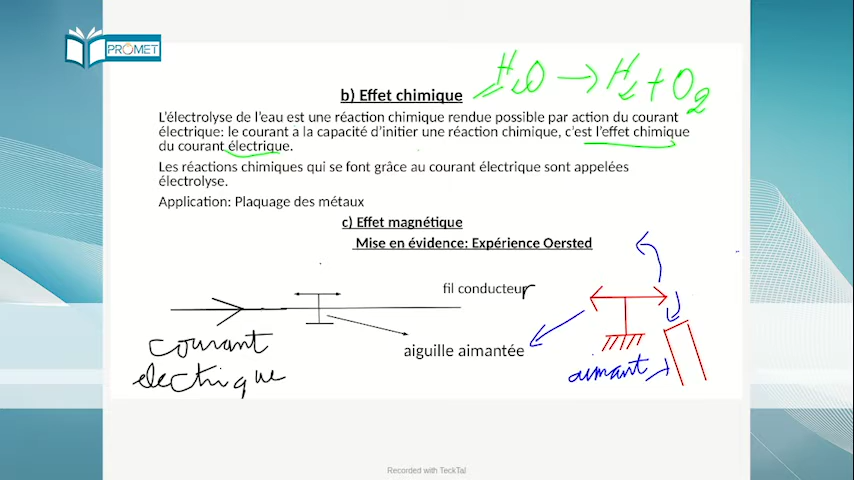 PROMET
H2O → H2 + O2
b) Effet chimique
L'électrolyse de l'eau est une réaction chimique rendue possible par action du courant
électrique: le courant a la capacité d'initier une réaction chimique, c'est l'effet chimique
du courant électrique.
Les réactions chimiques qui se font grâce au courant électrique sont appelées
électrolyse.
Application: Plaquage des métaux
c) Effet magnétique
Mise en évidence: Expérience Oersted
fil conducteur
courant
electrique
aiguille aimantée
aimant
Recorded with TeckTal